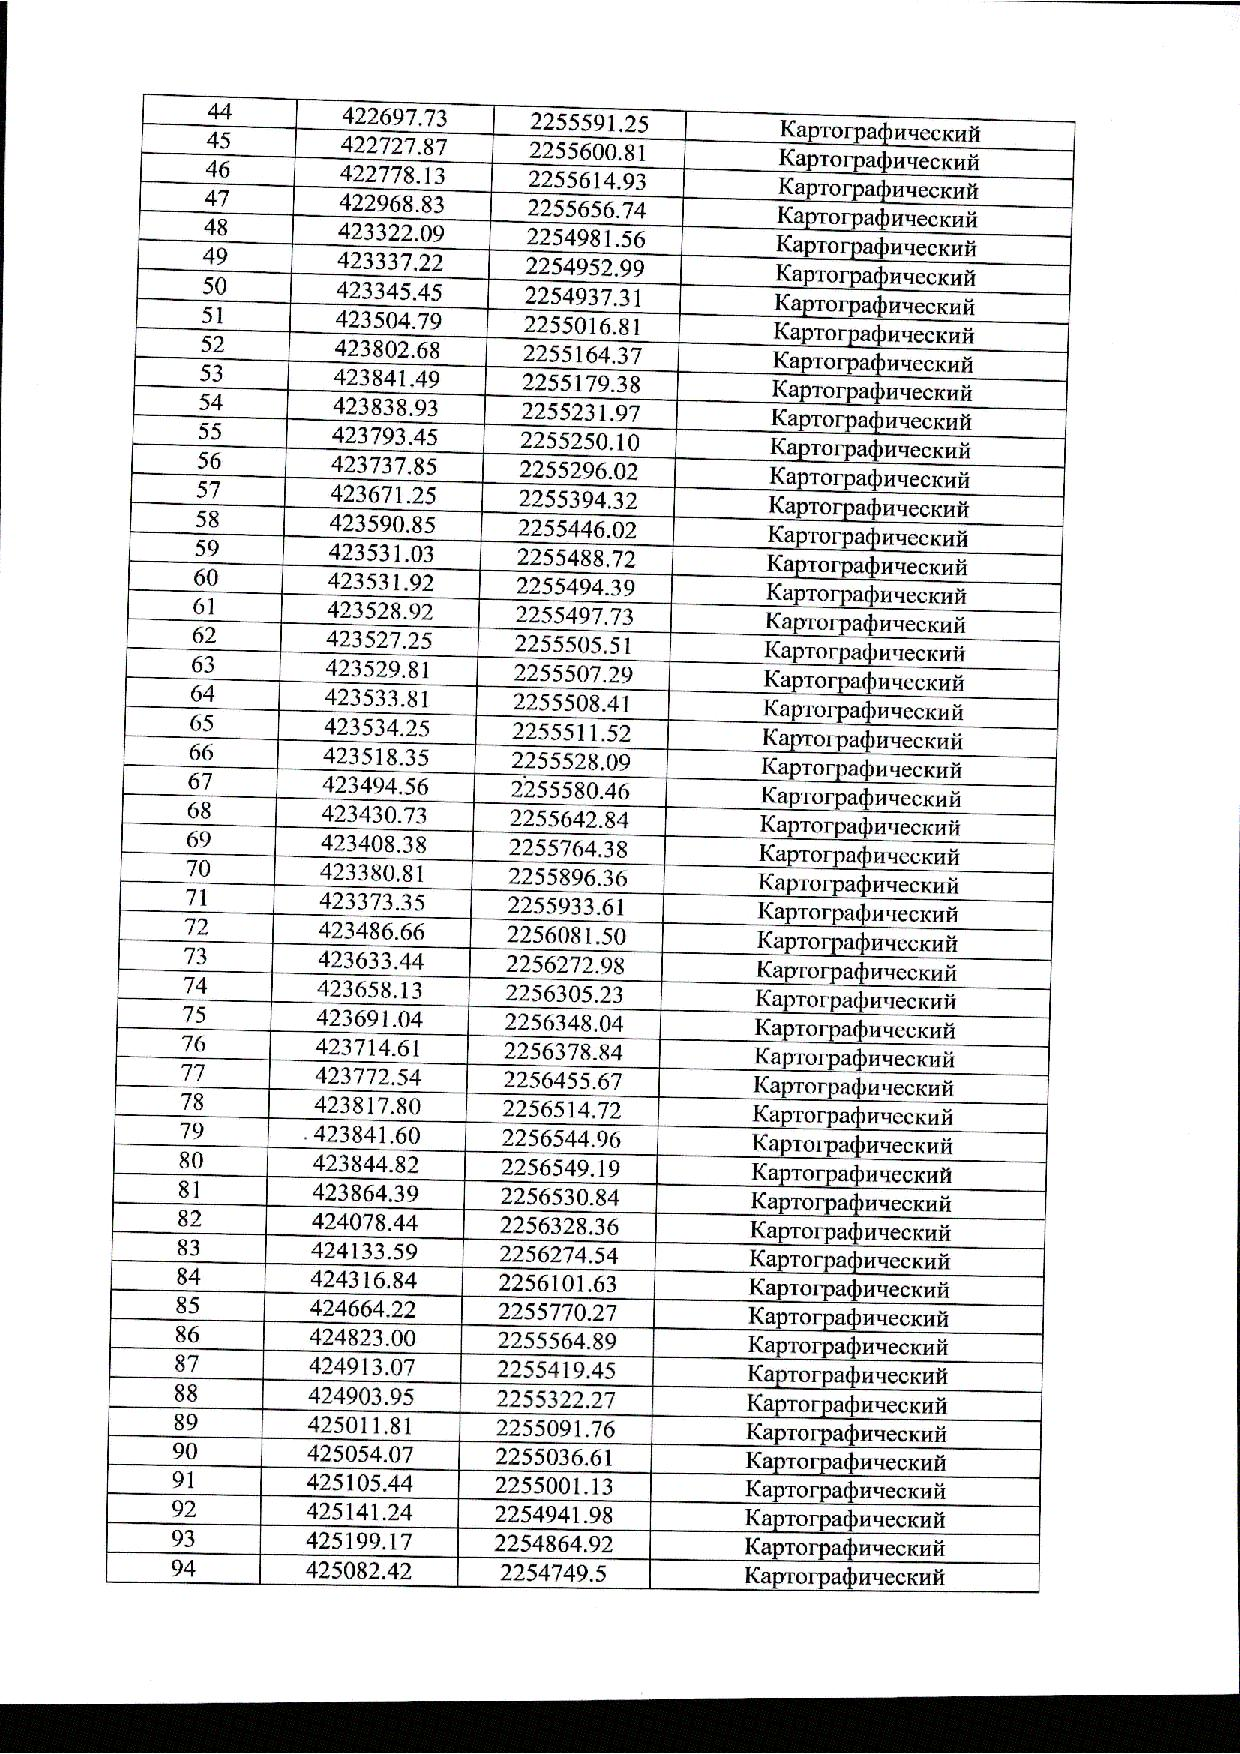 44 422697.73 2255591.25 Картографический
45 422727.87 2255600.81 Картографический
46 422778.13 2255614.93 Картографический
47 422968.83 2255656.74 Картографический
48 423322.09 2254981.56 Картографический
49 423337.22 2254952.99 Картографический
50 423345.45 2254937.31 Картографический
51 423504.79 2255016.81 Картографический
52 423802.68 2255164.37 Картографический
53 423841.49 2255179.38 Картографический
54 423838.93 2255231.97 Картографический
55 423793.45 2255250.10 Картографический
56 423737.85 2255296.02 Картографический
57 423671.25 2255394.32 Картографический
58 423590.85 2255446.02 Картографический
59 423531.03 2255488.72 Картографический
60 423531.92 2255494.39 Картографический
61 423528.92 2255497.73 Картографический
62 423527.25 2255505.51 Картографический
63 423529.81 2255507.29 Картографический
64 423533.81 2255508.41 Картографический
65 423534.25 2255511.52 Картографический
66 423518.35 2255528.09 Картографический
67 423494.56 2255580.46 Картографический
68 423430.73 2255642.84 Картографический
69 423408.38 2255764.38 Картографический
70 423380.81 2255896.36 Картографический
71 423373.35 2255933.61 Картографический
72 423486.66 2256081.50 Картографический
73 423633.44 2256272.98 Картографический
74 423658.13 2256305.23 Картографический
75 423691.04 2256348.04 Картографический
76 423714.61 2256378.84 Картографический
77 423772.54 2256455.67 Картографический
78 423817.80 2256514.72 Картографический
79 423841.60 2256544.96 Картографический
80 423844.82 2256549.19 Картографический
81 423864.39 2256530.84 Картографический
82 424078.44 2256328.36 Картографический
83 424133.59 2256274.54 Картографический
84 424316.84 2256101.63 Картографический
85 424664.22 2255770.27 Картографический
86 424823.00 2255564.89 Картографический
87 424913.07 2255419.45 Картографический
88 424903.95 2255322.27 Картографический
89 425011.81 2255091.76 Картографический
90 425054.07 2255036.61 Картографический
91 425105.44 2255001.13 Картографический
92 425141.24 2254941.98 Картографический
93 425199.17 2254864.92 Картографический
94 425082.42 2254749.5 Картографический